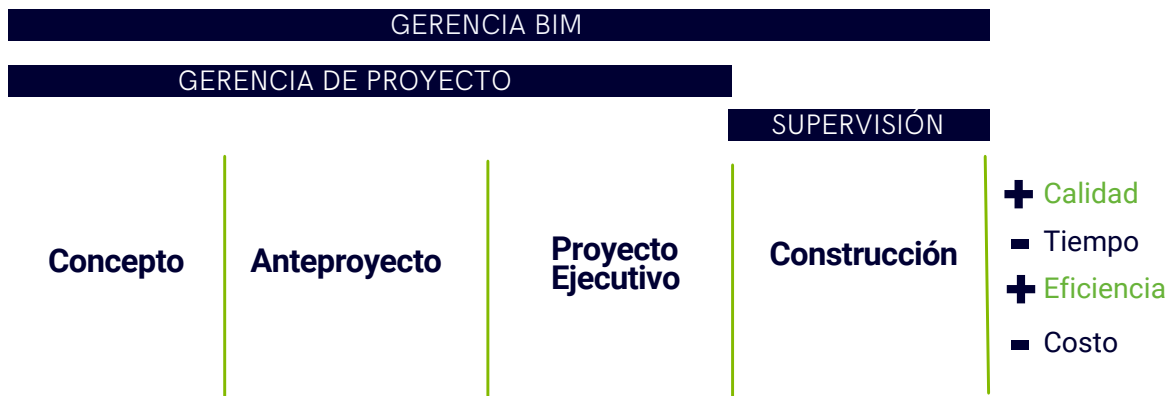 GERENCIA BIM
GERENCIA DE PROYECTO
SUPERVISIÓN
Concepto
Anteproyecto
Proyecto
Ejecutivo
Construcción
+ Calidad
- Tiempo
+ Eficiencia
- Costo